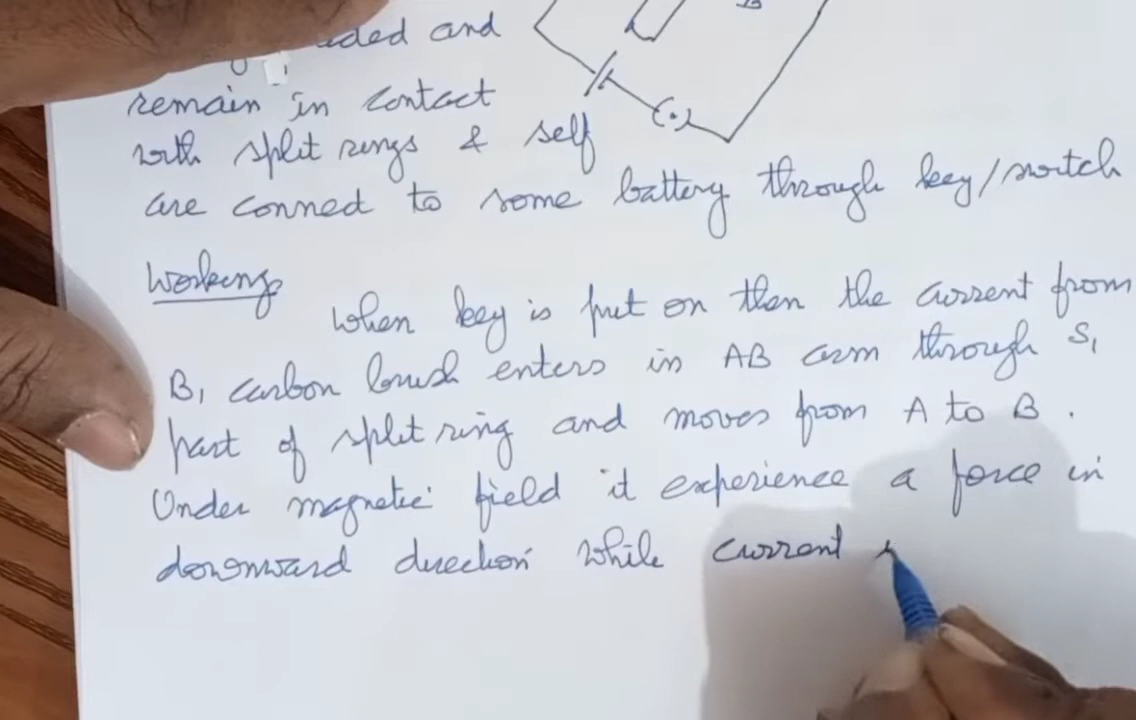 and
remain in contact
with split rings & self
are conned to some battery through key/switch
Working
When key is put on then the current from
B1 carbon brush enters in AB arm through S1
part of split ring and moves from A to B.
Under magnetic field it experience a force in
downward direction while current